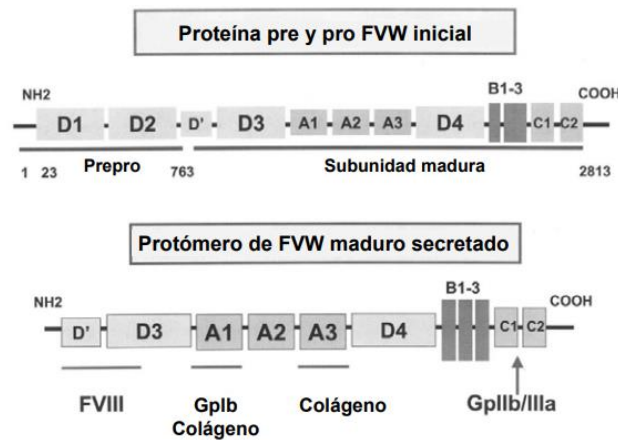 Proteína pre y pro FVW inicial
B1-3
NH2
COOH
D1 D2 D' D3 A1 A2 A3 D4 C1 C2
Prepro Subunidad madura
1 23 763 2813
Protómero de FVW maduro secretado
B1-3
NH2
COOH
D' D3 A1 A2 A3 D4 C1 C2
FVIII GpIb Colágeno GpIIb/IIIa
Colágeno